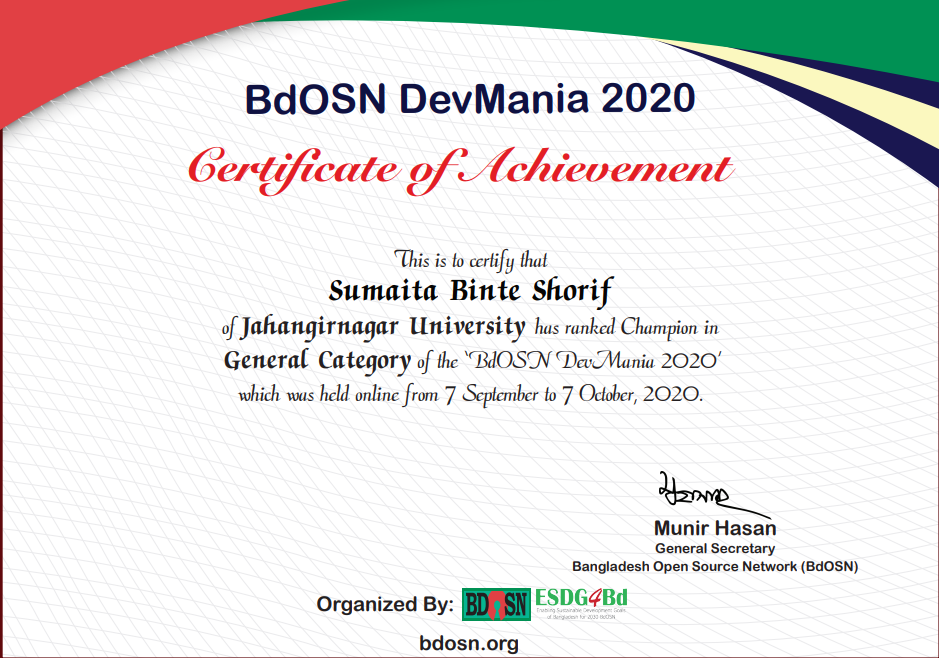 BdOSN DevMania 2020
Certificate of Achievement
This is to certify that
Sumaita Binte Shorif
of Jahangirnagar University has ranked Champion in
General Category of the ‘BdOSN DevMania 2020’
which was held online from 7 September to 7 October, 2020.
Munir Hasan
General Secretary
Bangladesh Open Source Network (BdOSN)
Organized By: BDOSN ESDG4Bd
Enabling Sustainable Development Goals
of Bangladesh for 2030 BdOSN
bdosn.org